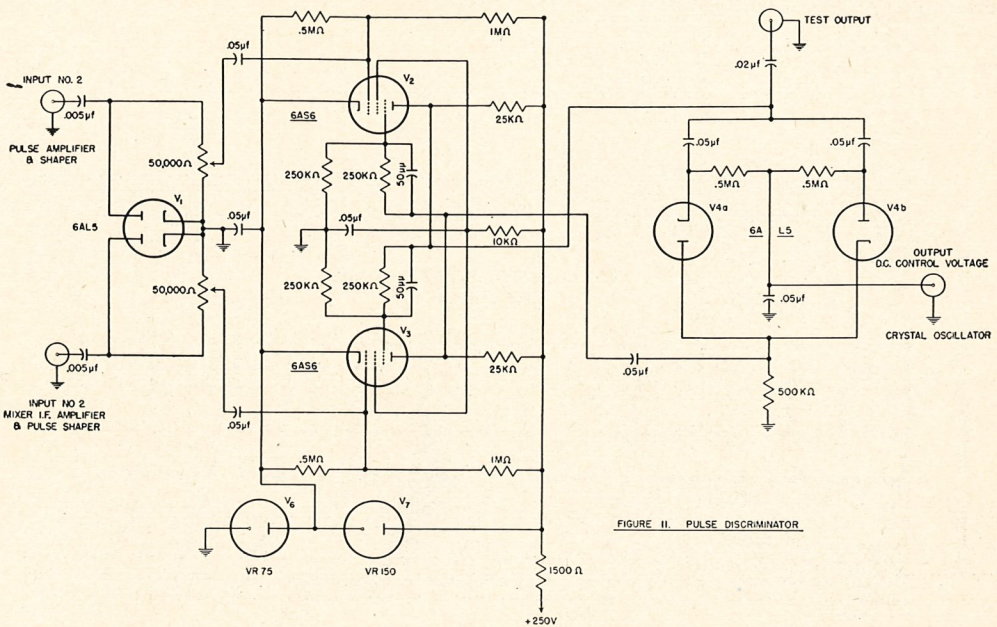 TEST OUTPUT
.5MΩ
1MΩ
.05µf
.02µf
INPUT NO. 2
.005µf
PULSE AMPLIFIER
& SHAPER
V2
6AS6
25KΩ
50,000Ω
250KΩ
250KΩ
50µµ
.05µf
.05µf
.5MΩ
.5MΩ
V1
6AL5
.05µf
.05µf
10KΩ
V4a
V4b
6A
L5
OUTPUT
D.C. CONTROL VOLTAGE
50,000Ω
250KΩ
250KΩ
50µµ
.05µf
CRYSTAL OSCILLATOR
V3
6AS6
25KΩ
.005µf
.05µf
500KΩ
INPUT NO 2
MIXER I.F. AMPLIFIER
& PULSE SHAPER
.05µf
.5MΩ
1MΩ
V6
V7
VR 75
VR 150
FIGURE 11. PULSE DISCRIMINATOR
1500 Ω
+250V